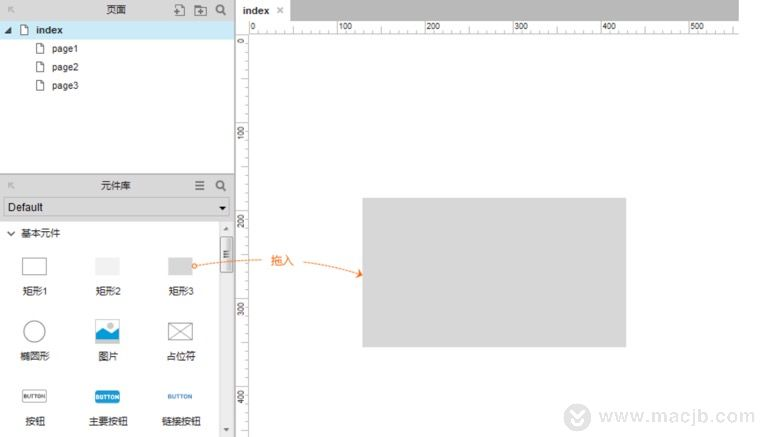 页面
index
page1
page2
page3
元件库
Default
基本元件
矩形1 矩形2 矩形3
椭圆形 图片 占位符
BUTTON BUTTON BUTTON
按钮 主要按钮 链接按钮
index
0 100 200 300 400 500
0
100
200
300
400
拖入
www.macjb.com